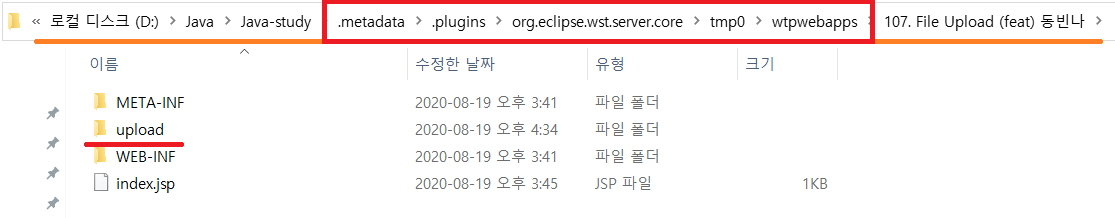 « 로컬 디스크 (D:) > Java > Java-study > .metadata > .plugins > org.eclipse.wst.server.core > tmp0 > wtpwebapps > 107. File Upload (feat) 동빈나 >
이름 수정한 날짜 유형 크기
META-INF 2020-08-19 오후 3:41 파일 폴더
upload 2020-08-19 오후 4:34 파일 폴더
WEB-INF 2020-08-19 오후 3:41 파일 폴더
index.jsp 2020-08-19 오후 3:45 JSP 파일 1KB